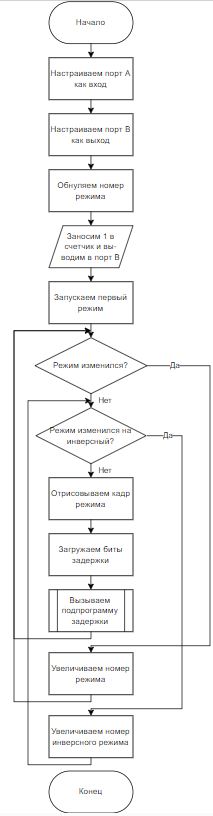 Начало
Настраиваем порт А
как вход
Настраиваем порт В
как выход
Обнуляем номер
режима
Заносим 1 в
счетчик и вы-
водим в порт В
Запускаем первый
режим
Режим изменился?
Да
Нет
Режим изменился на
инверсный?
Да
Нет
Отрисовываем кадр
режима
Загружаем биты
задержки
Вызываем
подпрограмму
задержки
Увеличиваем номер
режима
Увеличиваем номер
инверсного режима
Конец